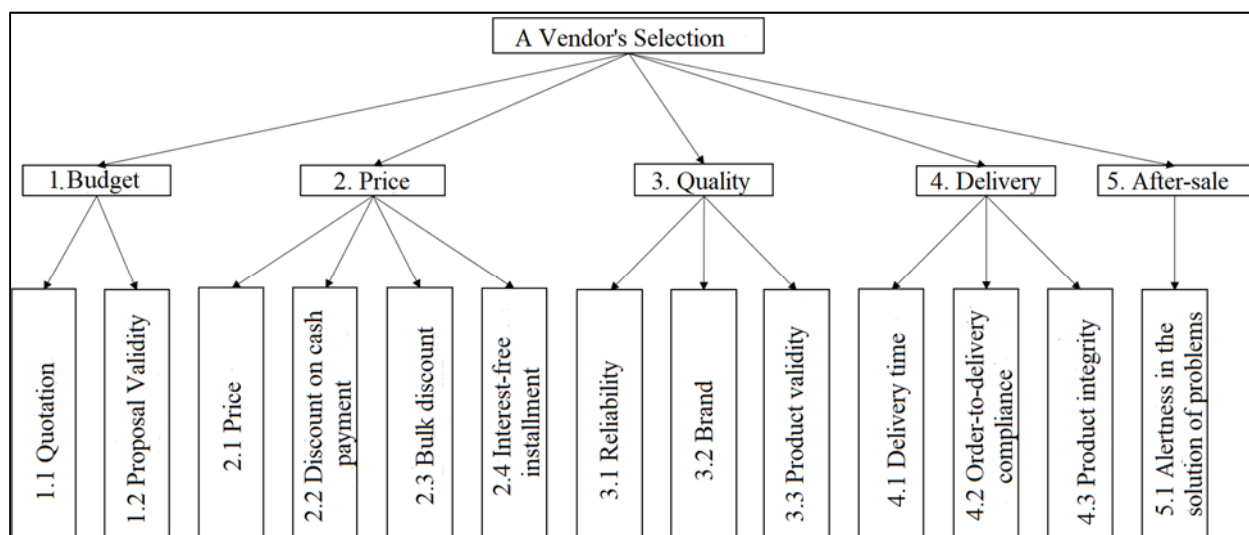 A Vendor's Selection
1. Budget
2. Price
3. Quality
4. Delivery
5. After-sale
1.1 Quotation
1.2 Proposal Validity
2.1 Price
2.2 Discount on cash
payment
2.3 Bulk discount
2.4 Interest-free
installment
3.1 Reliability
3.2 Brand
3.3 Product validity
4.1 Delivery time
4.2 Order-to-delivery
compliance
4.3 Product integrity
5.1 Alertness in the
solution of problems